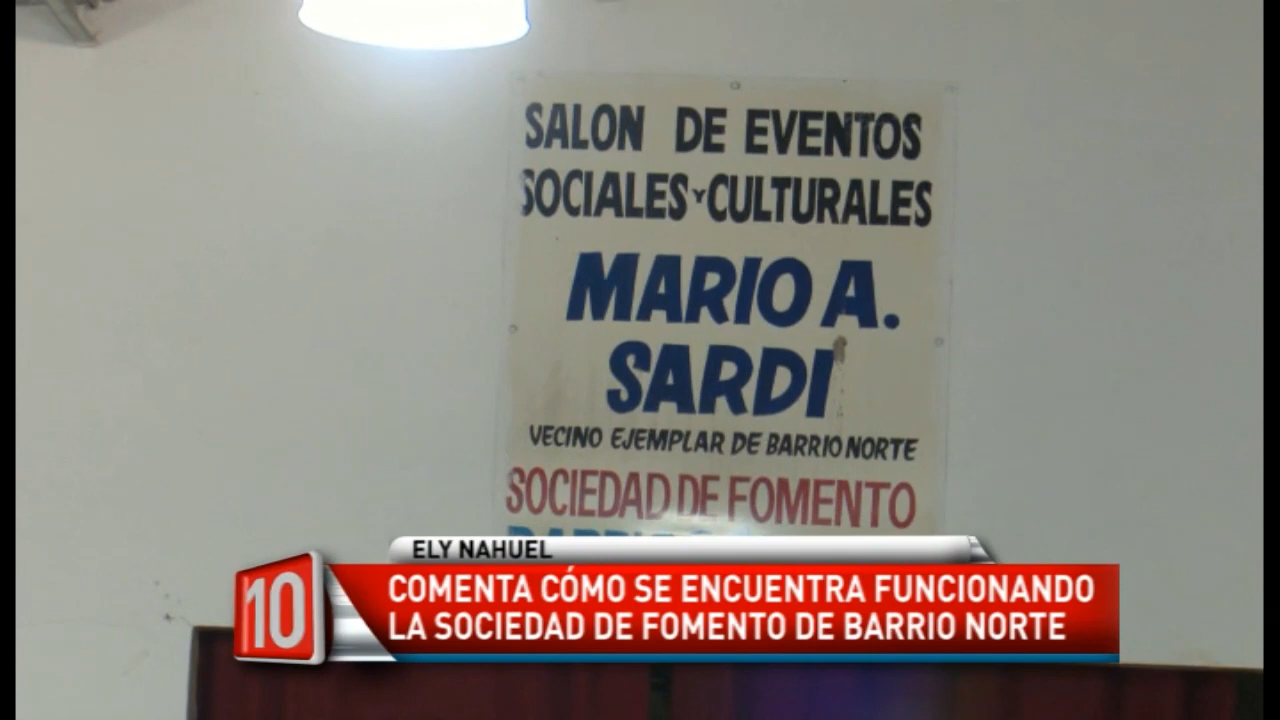 SALON DE EVENTOS
SOCIALES Y CULTURALES
MARIO A.
SARDI
VECINO EJEMPLAR DE BARRIO NORTE
SOCIEDAD DE FOMENTO
ELY NAHUEL
10
COMENTA CÓMO SE ENCUENTRA FUNCIONANDO
LA SOCIEDAD DE FOMENTO DE BARRIO NORTE